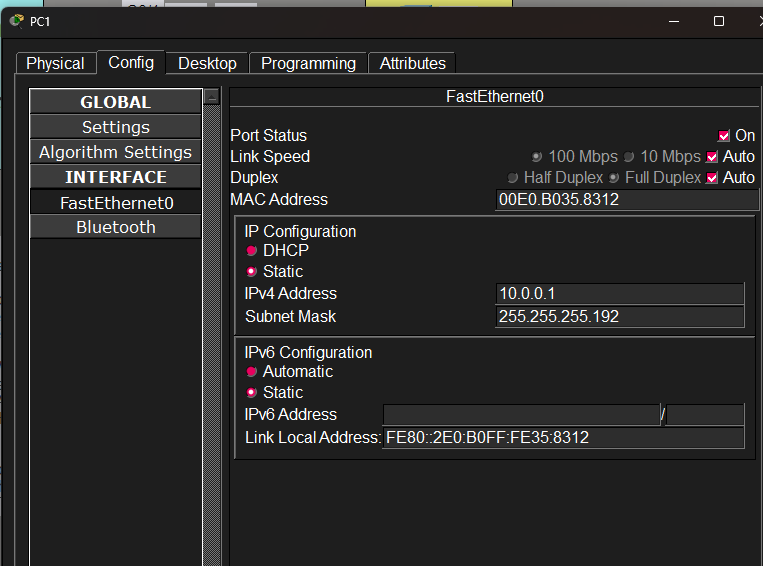 PC1
Physical Config Desktop Programming Attributes
GLOBAL
Settings
Algorithm Settings
INTERFACE
FastEthernet0
Bluetooth
FastEthernet0
Port Status On
Link Speed 100 Mbps 10 Mbps Auto
Duplex Half Duplex Full Duplex Auto
MAC Address 00E0.B035.8312
IP Configuration
DHCP
Static
IPv4 Address 10.0.0.1
Subnet Mask 255.255.255.192
IPv6 Configuration
Automatic
Static
IPv6 Address /
Link Local Address: FE80::2E0:B0FF:FE35:8312